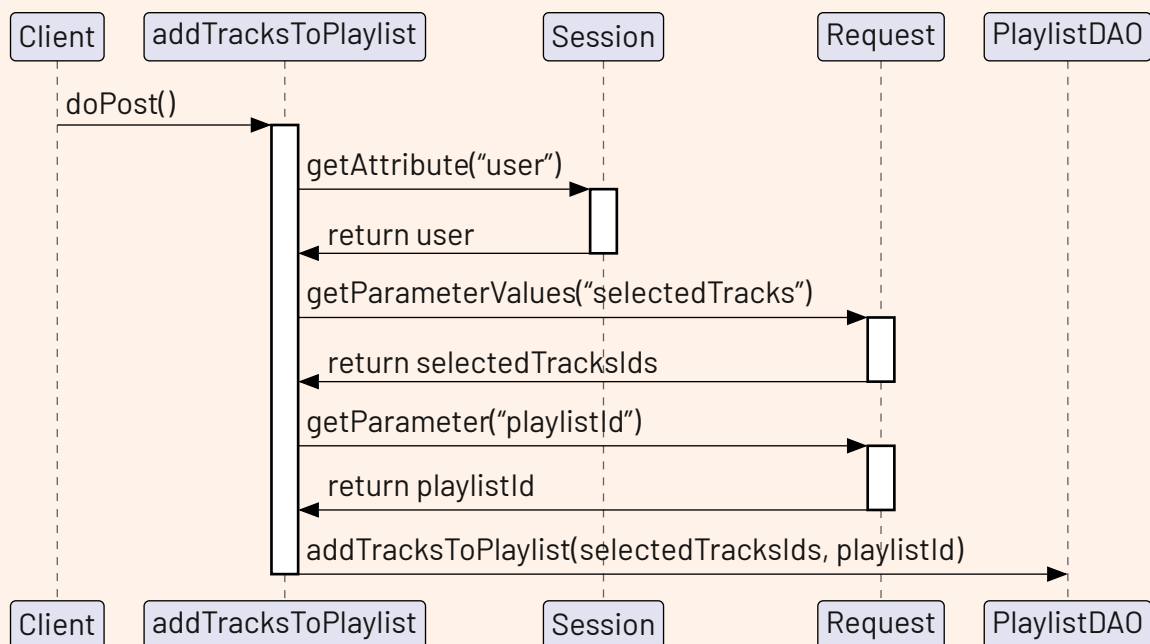 Client addTracksToPlaylist Session Request PlaylistDAO
doPost()
getAttribute(“user”)
return user
getParameterValues(“selectedTracks”)
return selectedTracksIds
getParameter(“playlistId”)
return playlistId
addTracksToPlaylist(selectedTracksIds, playlistId)
Client addTracksToPlaylist Session Request PlaylistDAO